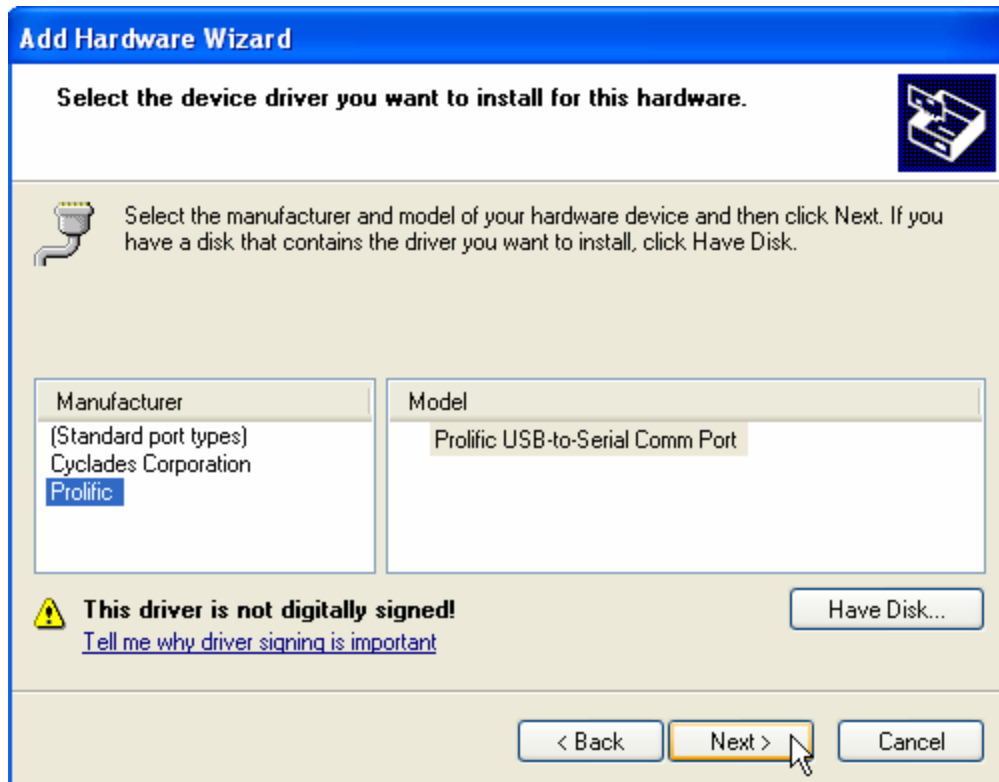 Add Hardware Wizard
Select the device driver you want to install for this hardware.
Select the manufacturer and model of your hardware device and then click Next. If you
have a disk that contains the driver you want to install, click Have Disk.
Manufacturer
(Standard port types)
Cyclades Corporation
Prolific
Model
Prolific USB-to-Serial Comm Port
This driver is not digitally signed!
Tell me why driver signing is important
Have Disk...
< Back
Next >
Cancel